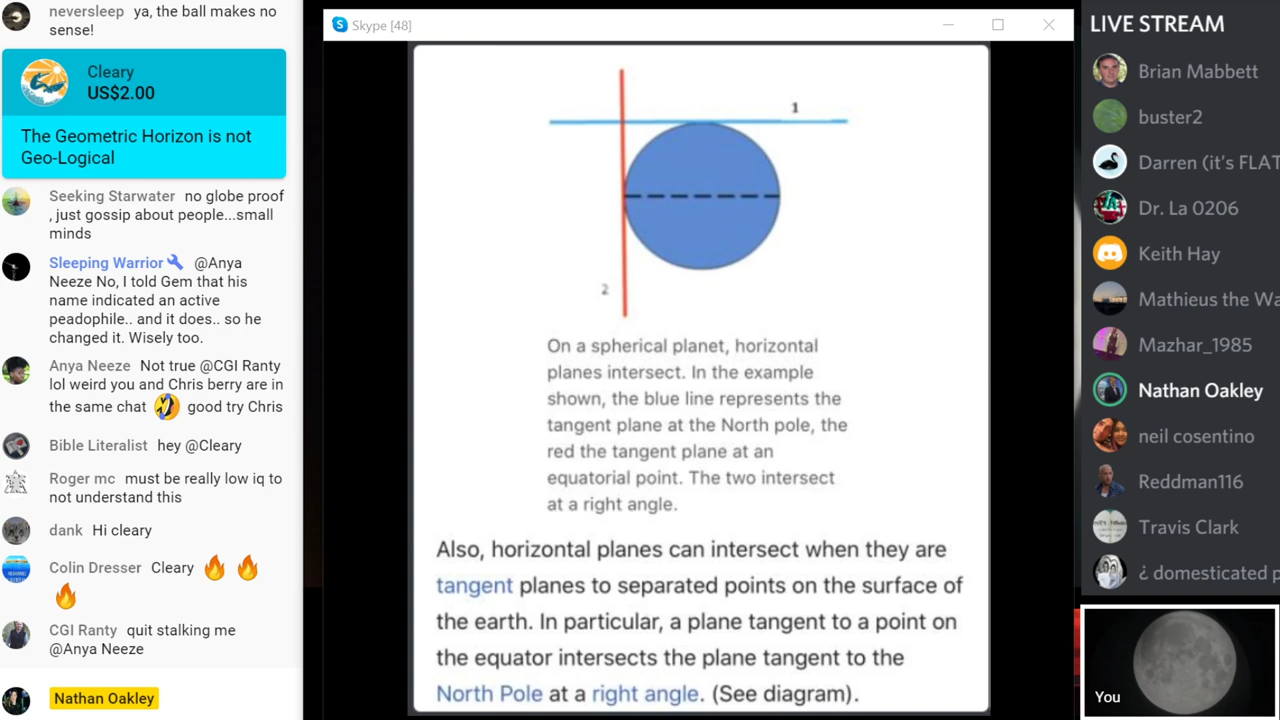 neversleep ya, the ball makes no
sense!
Cleary
US$2.00
The Geometric Horizon is not
Geo-Logical
Seeking Starwater no globe proof
, just gossip about people...small
minds
Sleeping Warrior @Anya
Neeze No, I told Gem that his
name indicated an active
peadophile.. and it does.. so he
changed it. Wisely too.
Anya Neeze Not true @CGI Ranty
lol weird you and Chris berry are in
the same chat 🤣 good try Chris
Bible Literalist hey @Cleary
Roger mc must be really low iq to
not understand this
dank Hi cleary
Colin Dresser Cleary 🔥 🔥
🔥
CGI Ranty quit stalking me
@Anya Neeze
Nathan Oakley
Skype [48]
1
2
On a spherical planet, horizontal
planes intersect. In the example
shown, the blue line represents the
tangent plane at the North pole, the
red the tangent plane at an
equatorial point. The two intersect
at a right angle.
Also, horizontal planes can intersect when they are
tangent planes to separated points on the surface of
the earth. In particular, a plane tangent to a point on
the equator intersects the plane tangent to the
North Pole at a right angle. (See diagram).
LIVE STREAM
Brian Mabbett
buster2
Darren (it's FLAT
Dr. La 0206
Keith Hay
Mathieus the Wa
Mazhar_1985
Nathan Oakley
neil cosentino
Reddman116
Travis Clark
¿ domesticated p
You